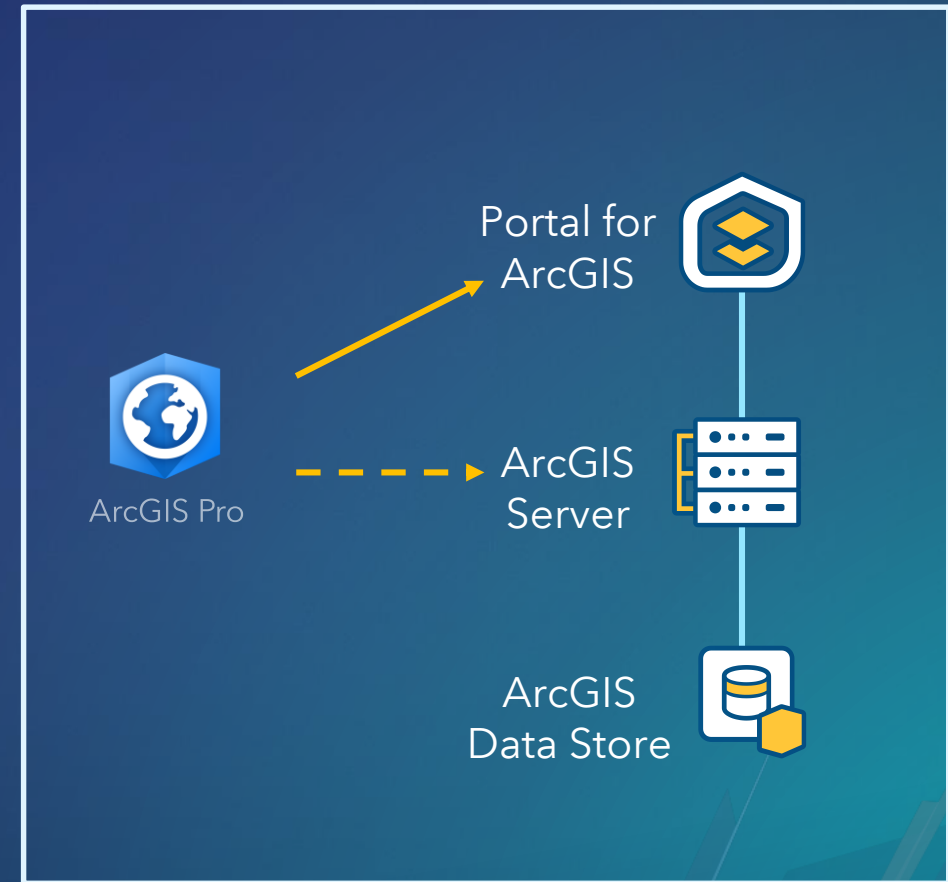 Portal for
ArcGIS
ArcGIS Pro
ArcGIS
Server
ArcGIS
Data Store